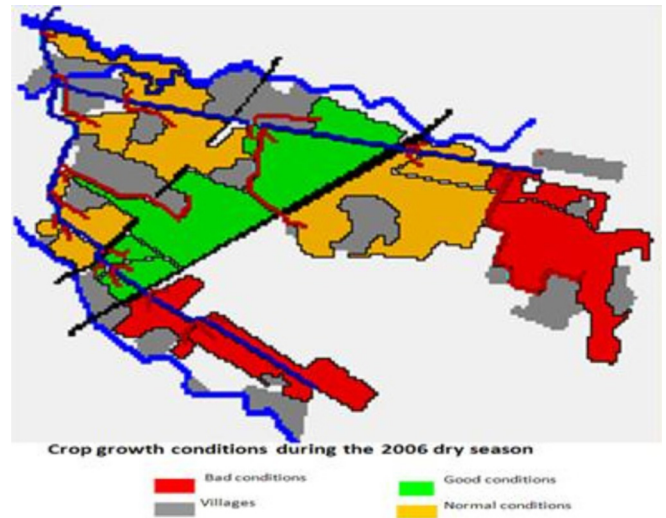 Crop growth conditions during the 2006 dry season
Bad conditions
Good conditions
Villages
Normal conditions